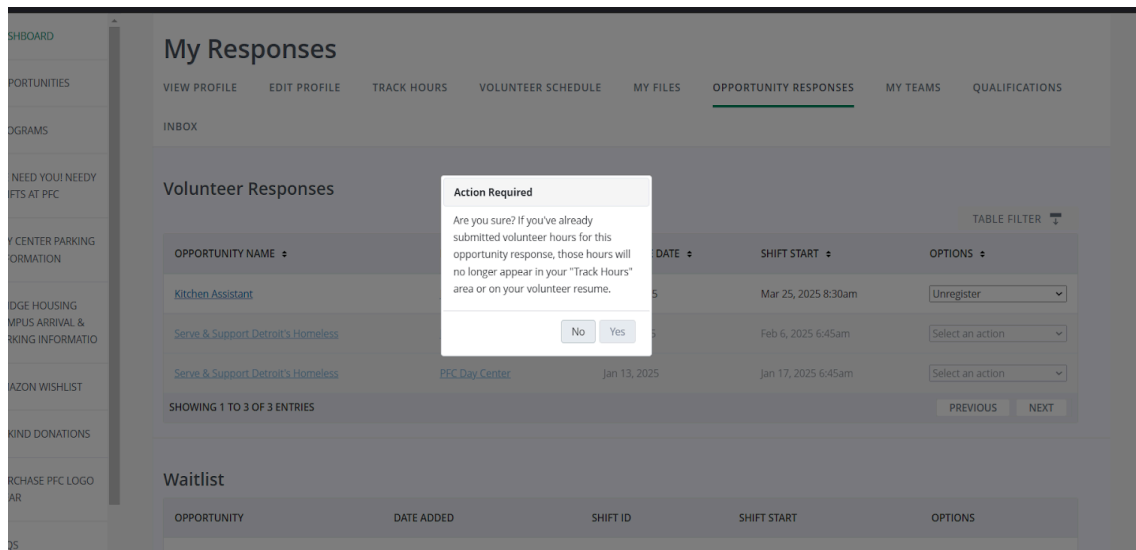 SHBOARD
PORTUNITIES
OGRAMS
NEED YOU! NEEDY
FTS AT PFC
Y CENTER PARKING
FORMATION
IDGE HOUSING
MPUS ARRIVAL &
RKING INFORMATIO
AZON WISHLIST
KIND DONATIONS
RCHASE PFC LOGO
AR
QS
My Responses
VIEW PROFILE EDIT PROFILE TRACK HOURS VOLUNTEER SCHEDULE MY FILES OPPORTUNITY RESPONSES MY TEAMS QUALIFICATIONS
INBOX
Volunteer Responses
TABLE FILTER
OPPORTUNITY NAME DATE SHIFT START OPTIONS
Kitchen Assistant 5 Mar 25, 2025 8:30am Unregister
Serve & Support Detroit's Homeless 5 Feb 6, 2025 6:45am Select an action
Serve & Support Detroit's Homeless PFC Day Center Jan 13, 2025 Jan 17, 2025 6:45am Select an action
SHOWING 1 TO 3 OF 3 ENTRIES PREVIOUS NEXT
Action Required
Are you sure? If you've already
submitted volunteer hours for this
opportunity response, those hours will
no longer appear in your "Track Hours"
area or on your volunteer resume.
No Yes
Waitlist
OPPORTUNITY DATE ADDED SHIFT ID SHIFT START OPTIONS